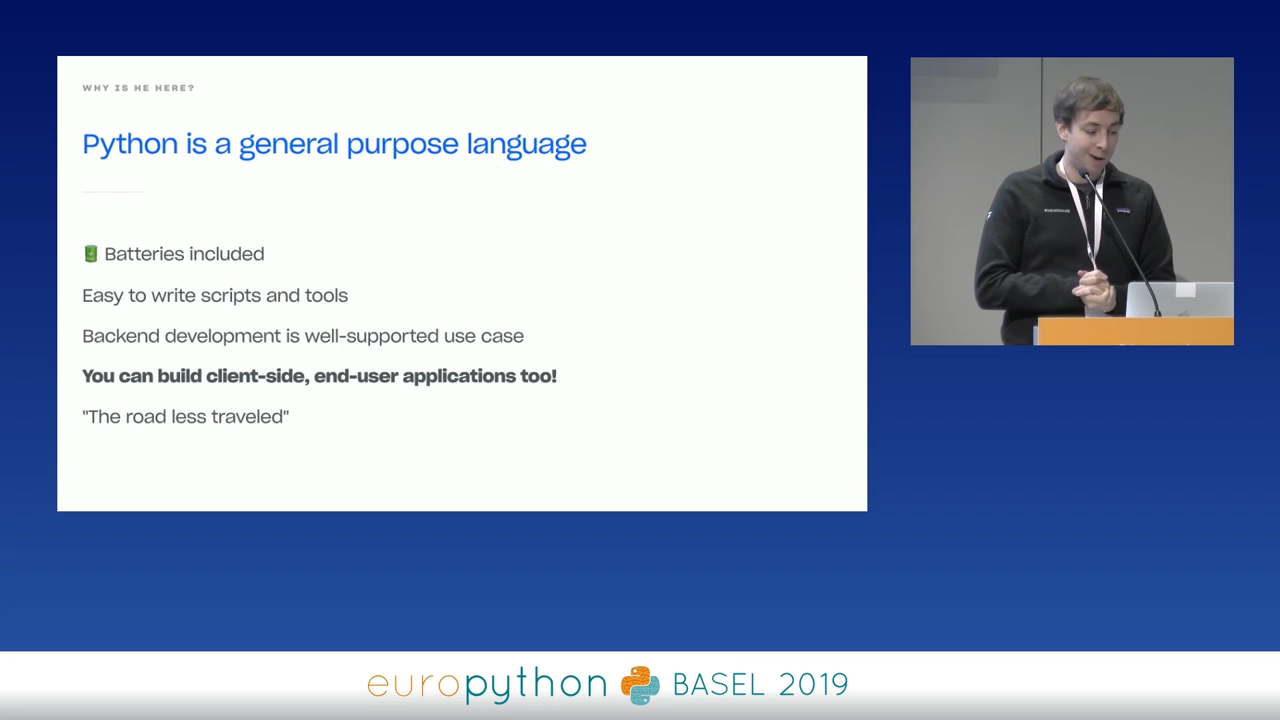 WHY IS HE HERE?
Python is a general purpose language
Batteries included
Easy to write scripts and tools
Backend development is well-supported use case
You can build client-side, end-user applications too!
"The road less traveled"
ENGINEERING
europython BASEL 2019